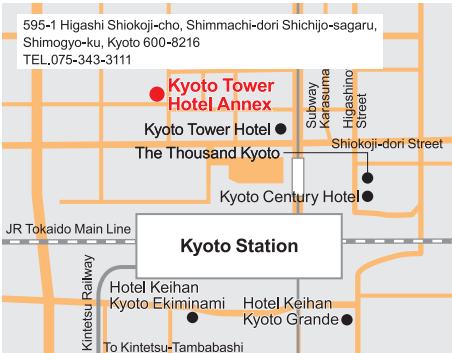 595-1 Higashi Shiokoji-cho, Shimmachi-dori Shichijo-sagaru,
Shimogyo-ku, Kyoto 600-8216
TEL.075-343-3111
Kyoto Tower
Hotel Annex
Subway
Karasuma
Higashino
Street
Kyoto Tower Hotel
Shiokoji-dori Street
The Thousand Kyoto
Kyoto Century Hotel
JR Tokaido Main Line
Kyoto Station
Kintetsu Railway
Hotel Keihan
Kyoto Ekiminami
Hotel Keihan
Kyoto Grande
To Kintetsu-Tambabashi